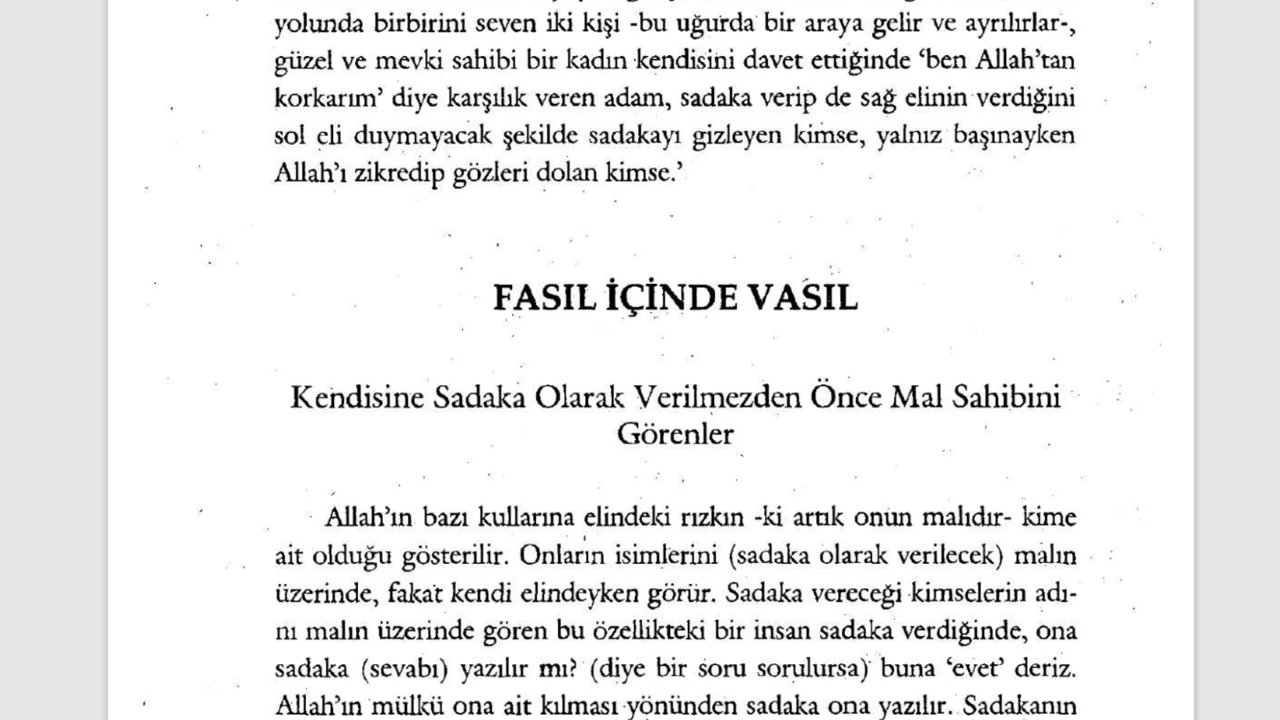 yolunda birbirini seven iki kişi -bu uğurda bir araya gelir ve ayrılırlar-,
güzel ve mevki sahibi bir kadın kendisini davet ettiğinde ‘ben Allah’tan
korkarım’ diye karşılık veren adam, sadaka verip de sağ elinin verdiğini
sol eli duymayacak şekilde sadakayı gizleyen kimse, yalnız başınayken
Allah’ı zikredip gözleri dolan kimse.’
FASIL İÇİNDE VASIL
Kendisine Sadaka Olarak Verilmezden Önce Mal Sahibini
Görenler
Allah’ın bazı kullarına elindeki rızkın -ki artık onun malıdır- kime
ait olduğu gösterilir. Onların isimlerini (sadaka olarak verilecek) malın
üzerinde, fakat kendi elindeyken görür. Sadaka vereceği kimselerin adı-
nı malın üzerinde gören bu özellikteki bir insan sadaka verdiğinde, ona
sadaka (sevabı) yazılır mı? (diye bir soru sorulursa) buna ‘evet’ deriz.
Allah’ın mülkü ona ait kılması yönünden sadaka ona yazılır. Sadakanın